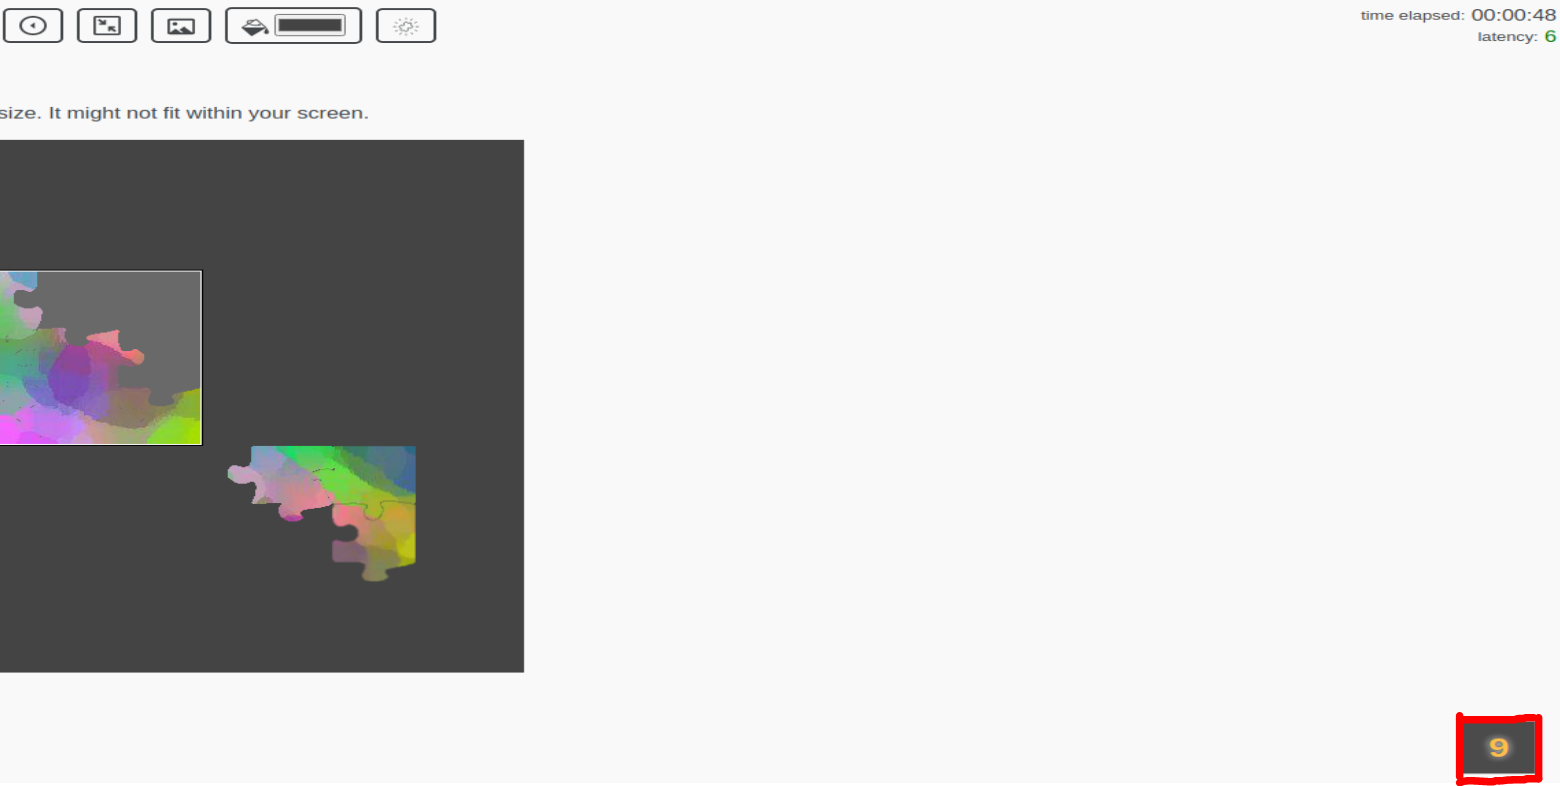 time elapsed: 00:00:48
latency: 6
size. It might not fit within your screen.
9